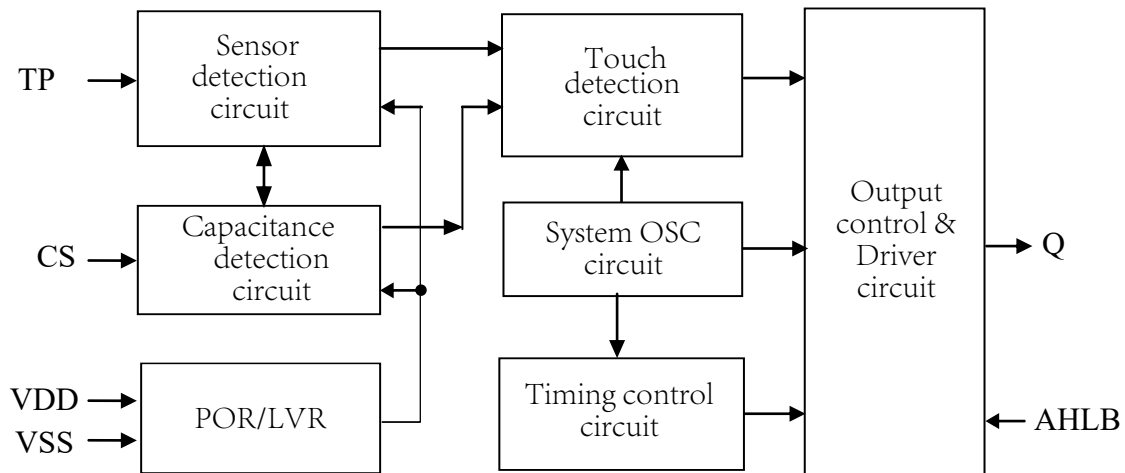 TP
Sensor
detection
circuit
Touch
detection
circuit
CS
Capacitance
detection
circuit
System OSC
circuit
Output
control &
Driver
circuit
Q
VDD
VSS
POR/LVR
Timing control
circuit
AHLB